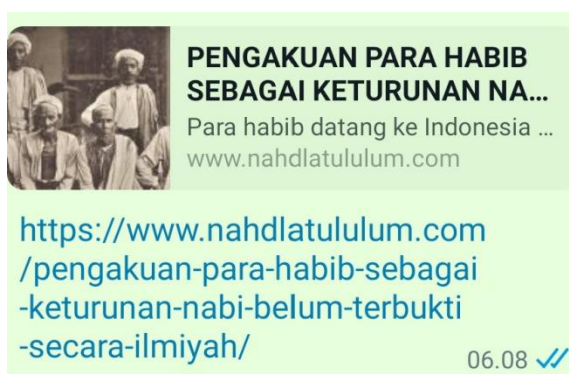 PENGAKUAN PARA HABIB
SEBAGAI KETURUNAN NA...
Para habib datang ke Indonesia ...
www.nahdlatululum.com
https://www.nahdlatululum.com
/pengakuan-para-habib-sebagai
-keturunan-nabi-belum-terbukti
-secara-ilmiyah/
06.08